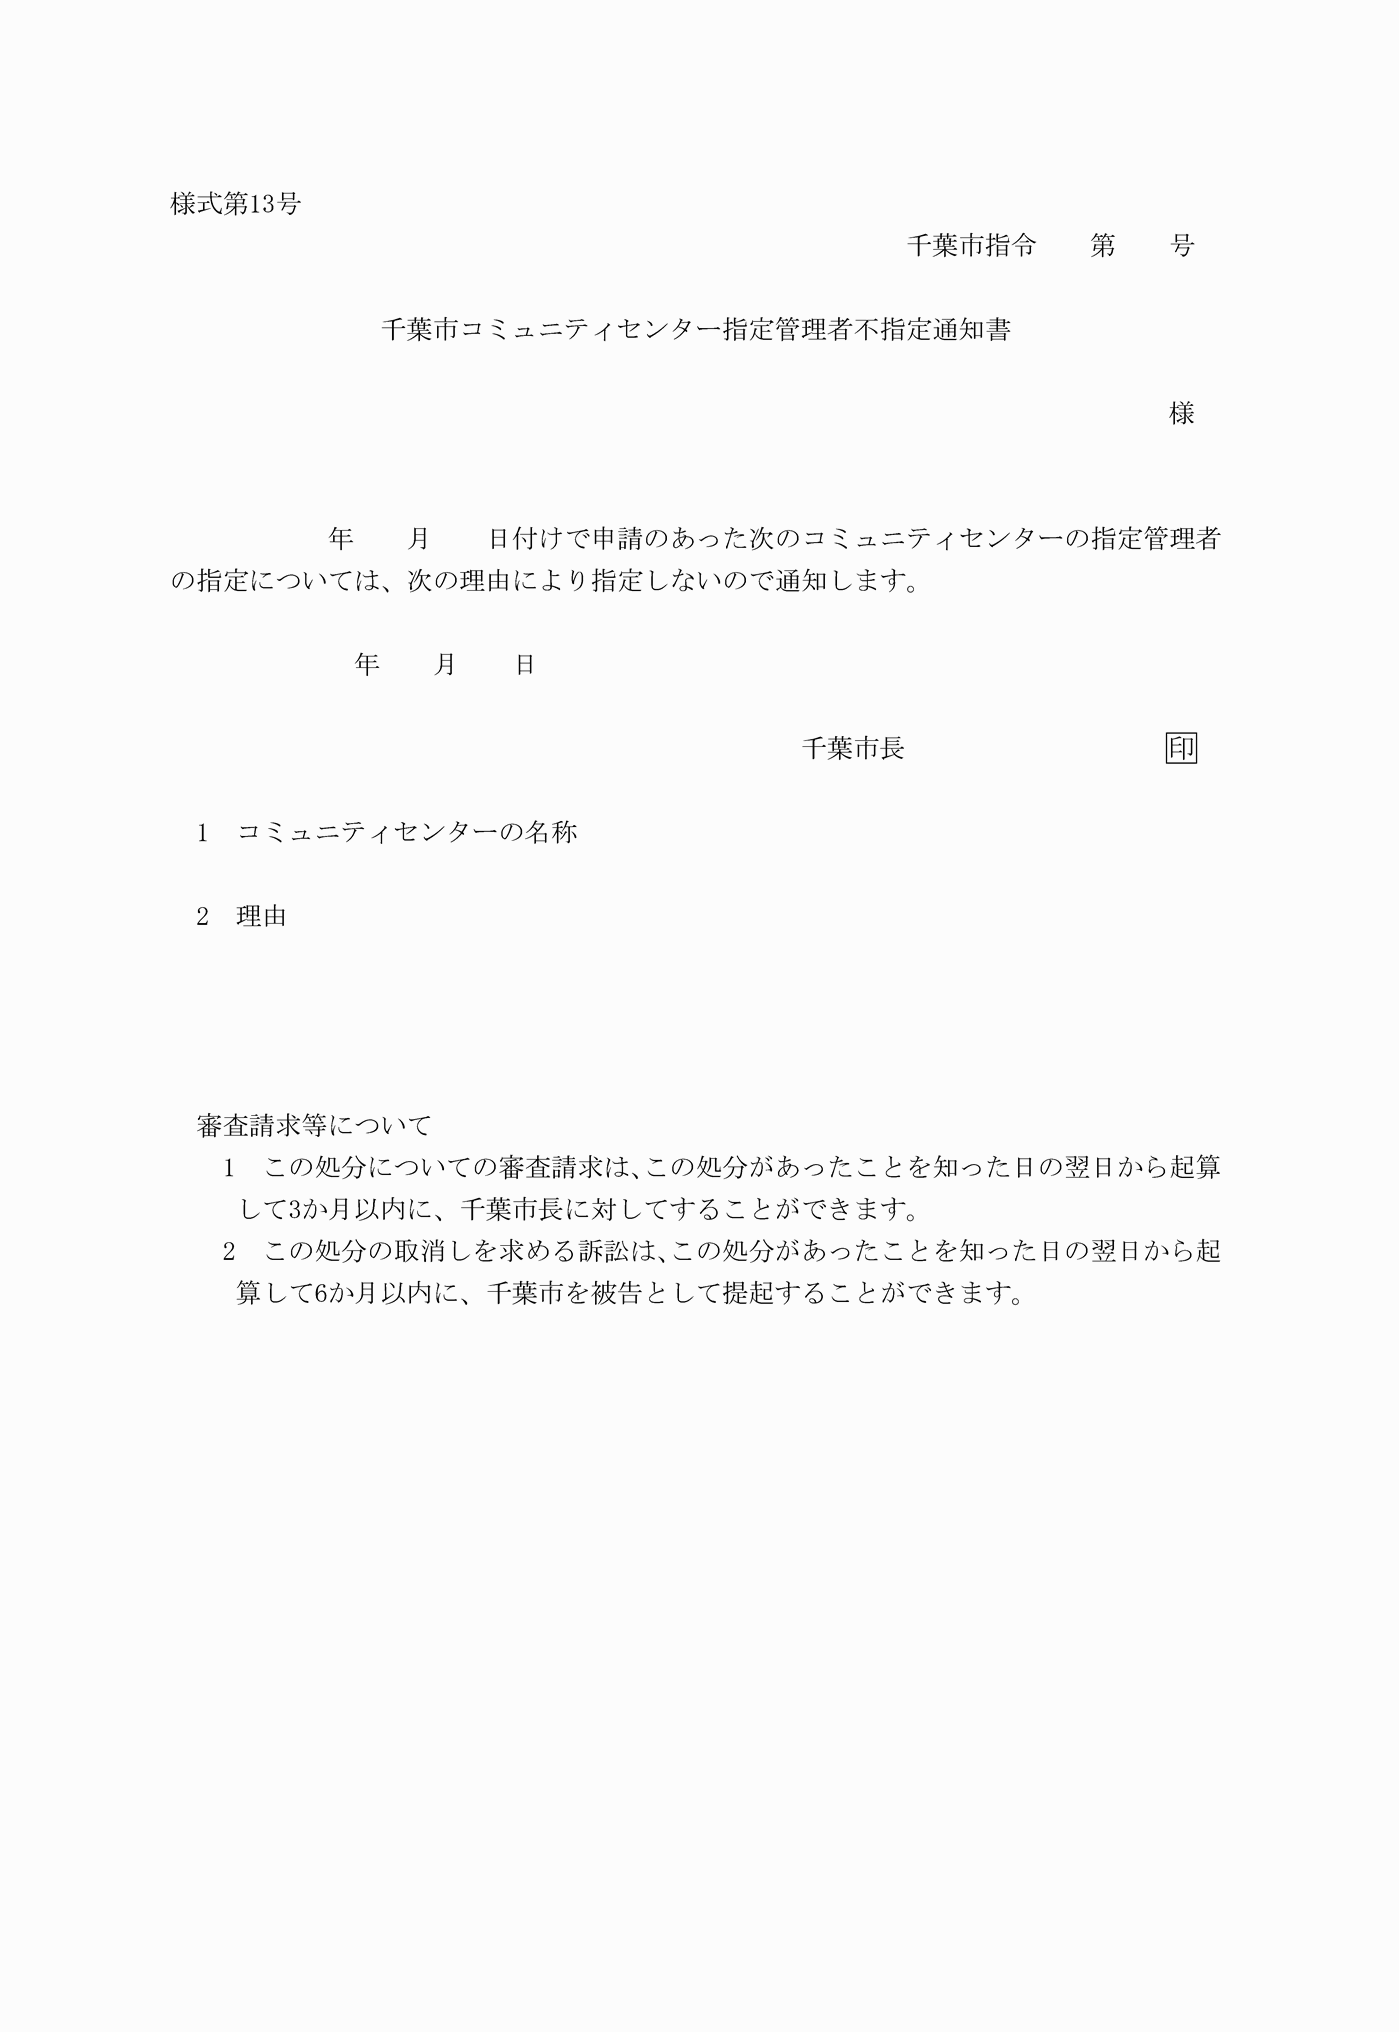 様式第13号
千葉市指令　　第　　号
千葉市コミュニティセンター指定管理者不指定通知書
様
年　　月　　日付けで申請のあった次のコミュニティセンターの指定管理者
の指定については、次の理由により指定しないので通知します。
年　　月　　日
千葉市長　　　　　　　　　　印
1　コミュニティセンターの名称
2　理由
審査請求等について
1　この処分についての審査請求は､この処分があったことを知った日の翌日から起算
して3か月以内に、千葉市長に対してすることができます。
2　この処分の取消しを求める訴訟は､この処分があったことを知った日の翌日から起
算して6か月以内に、千葉市を被告として提起することができます。